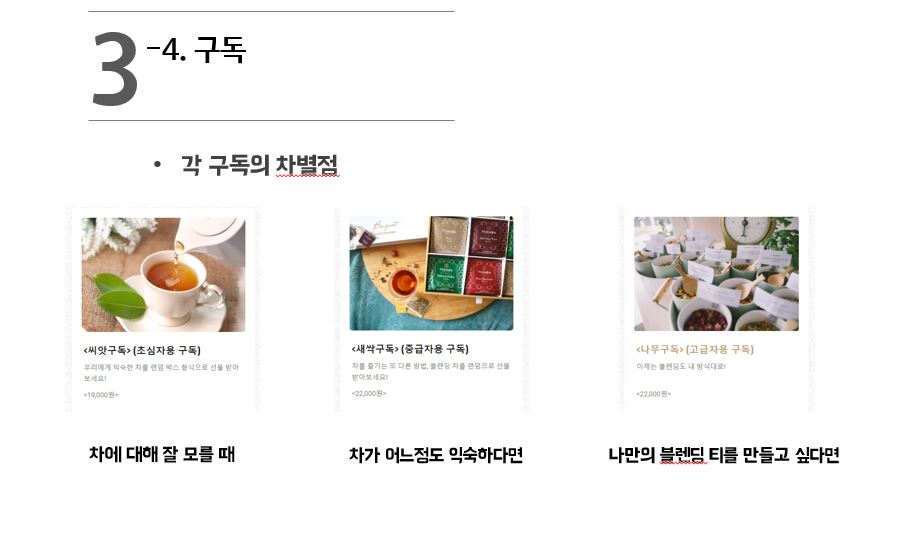 3 -4. 구독
• 각 구독의 차별점
<씨앗구독> (초심자용 구독)
우리에게 익숙한 차를 랜덤 박스 형식으로 선물 받아
보세요!
<19,000원>
차에 대해 잘 모를 때
<새싹구독> (중급자용 구독)
차를 즐기는 또 다른 방법, 블렌딩 차를 랜덤으로 선물
받아보세요!
<22,000원>
차가 어느점도 익숙하다면
<나무구독> (고급자용 구독)
이제는 블렌딩도 내 방식대로!
<22,000원>
나만의 블렌딩 티를 만들고 싶다면